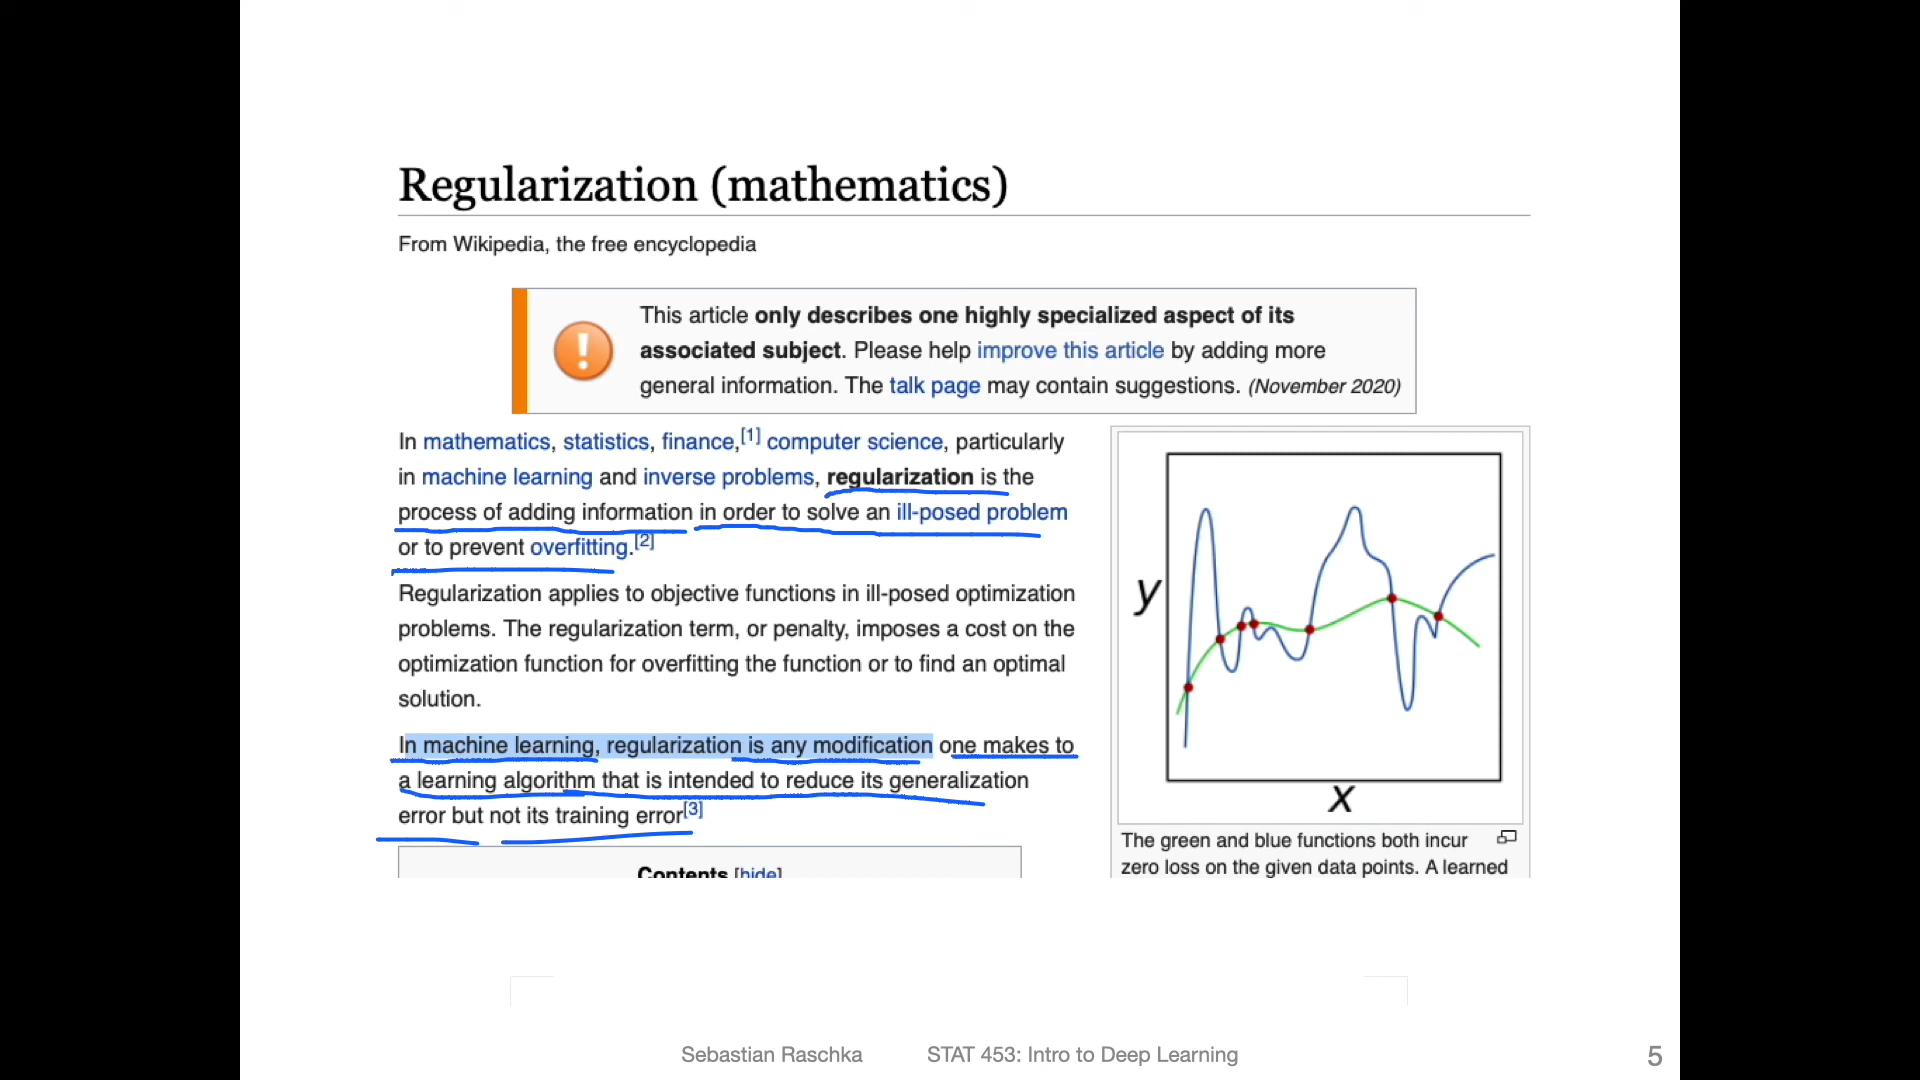 Regularization (mathematics)
From Wikipedia, the free encyclopedia
This article only describes one highly specialized aspect of its
associated subject. Please help improve this article by adding more
general information. The talk page may contain suggestions. (November 2020)
In mathematics, statistics, finance,[1] computer science, particularly
in machine learning and inverse problems, regularization is the
process of adding information in order to solve an ill-posed problem
or to prevent overfitting.[2]
Regularization applies to objective functions in ill-posed optimization
problems. The regularization term, or penalty, imposes a cost on the
optimization function for overfitting the function or to find an optimal
solution.
In machine learning, regularization is any modification one makes to
a learning algorithm that is intended to reduce its generalization
error but not its training error[3]
Contents [hide]
y
x
The green and blue functions both incur
zero loss on the given data points. A learned
Sebastian Raschka STAT 453: Intro to Deep Learning 5